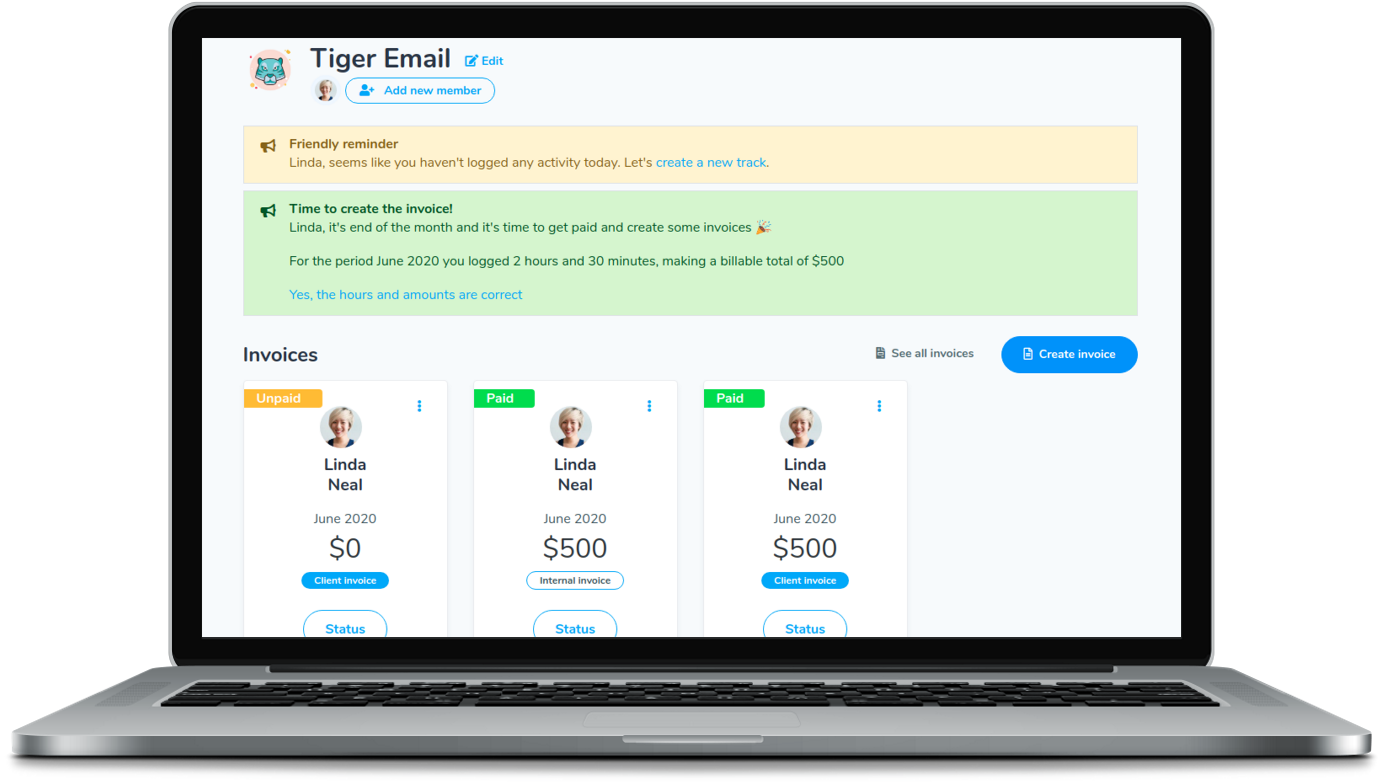 Tiger Email Edit
Add new member
Friendly reminder
Linda, seems like you haven't logged any activity today. Let's create a new track.
Time to create the invoice!
Linda, it's end of the month and it's time to get paid and create some invoices 🎉
For the period June 2020 you logged 2 hours and 30 minutes, making a billable total of $500
Yes, the hours and amounts are correct
Invoices
See all invoices
Create invoice
Unpaid
Linda
Neal
June 2020
$0
Client invoice
Status
Paid
Linda
Neal
June 2020
$500
Internal invoice
Status
Paid
Linda
Neal
June 2020
$500
Client invoice
Status